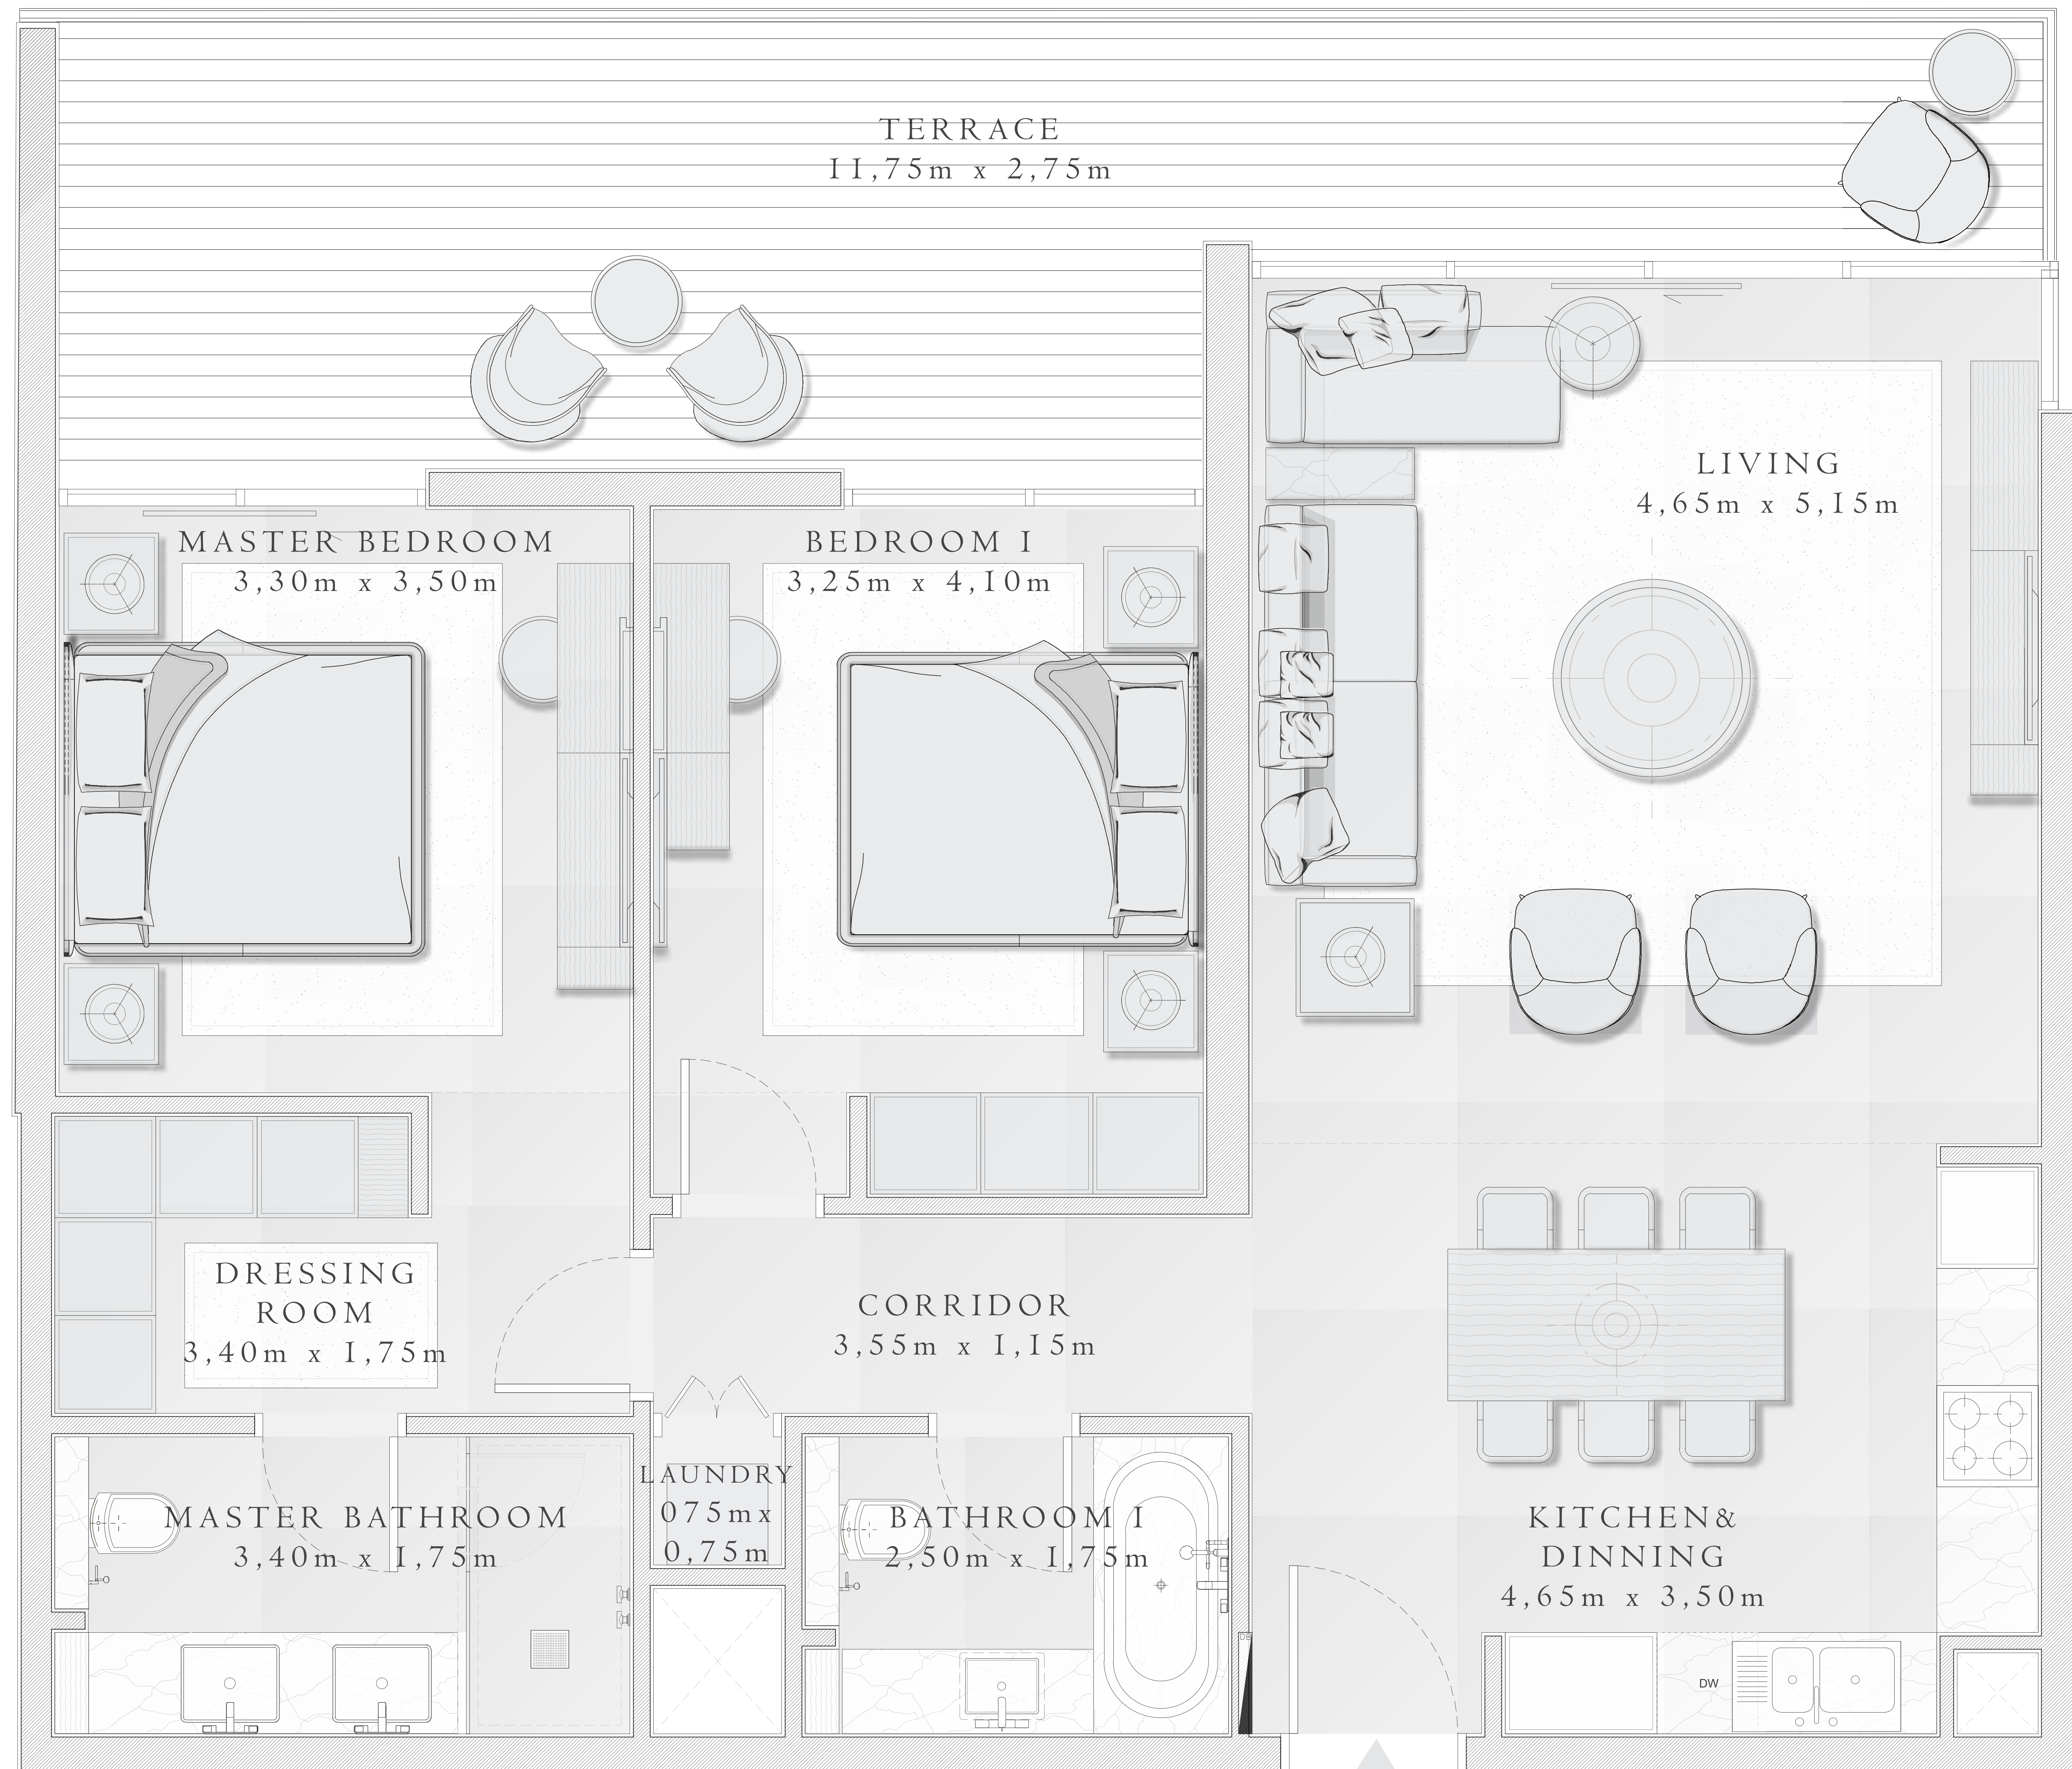 TERRACE
11,75m x 2,75m
LIVING
4,65m x 5,15m
MASTER BEDROOM
3,30m x 3,50m
BEDROOM I
3,25m x 4,10m
DRESSING
ROOM
3,40m x 1,75m
CORRIDOR
3,55m x 1,15m
LAUNDRY
075mx
0,75m
MASTER BATHROOM
3,40m x 1,75m
BATHROOM I
2,50m x 1,75m
KITCHEN&
DINNING
4,65m x 3,50m
DW